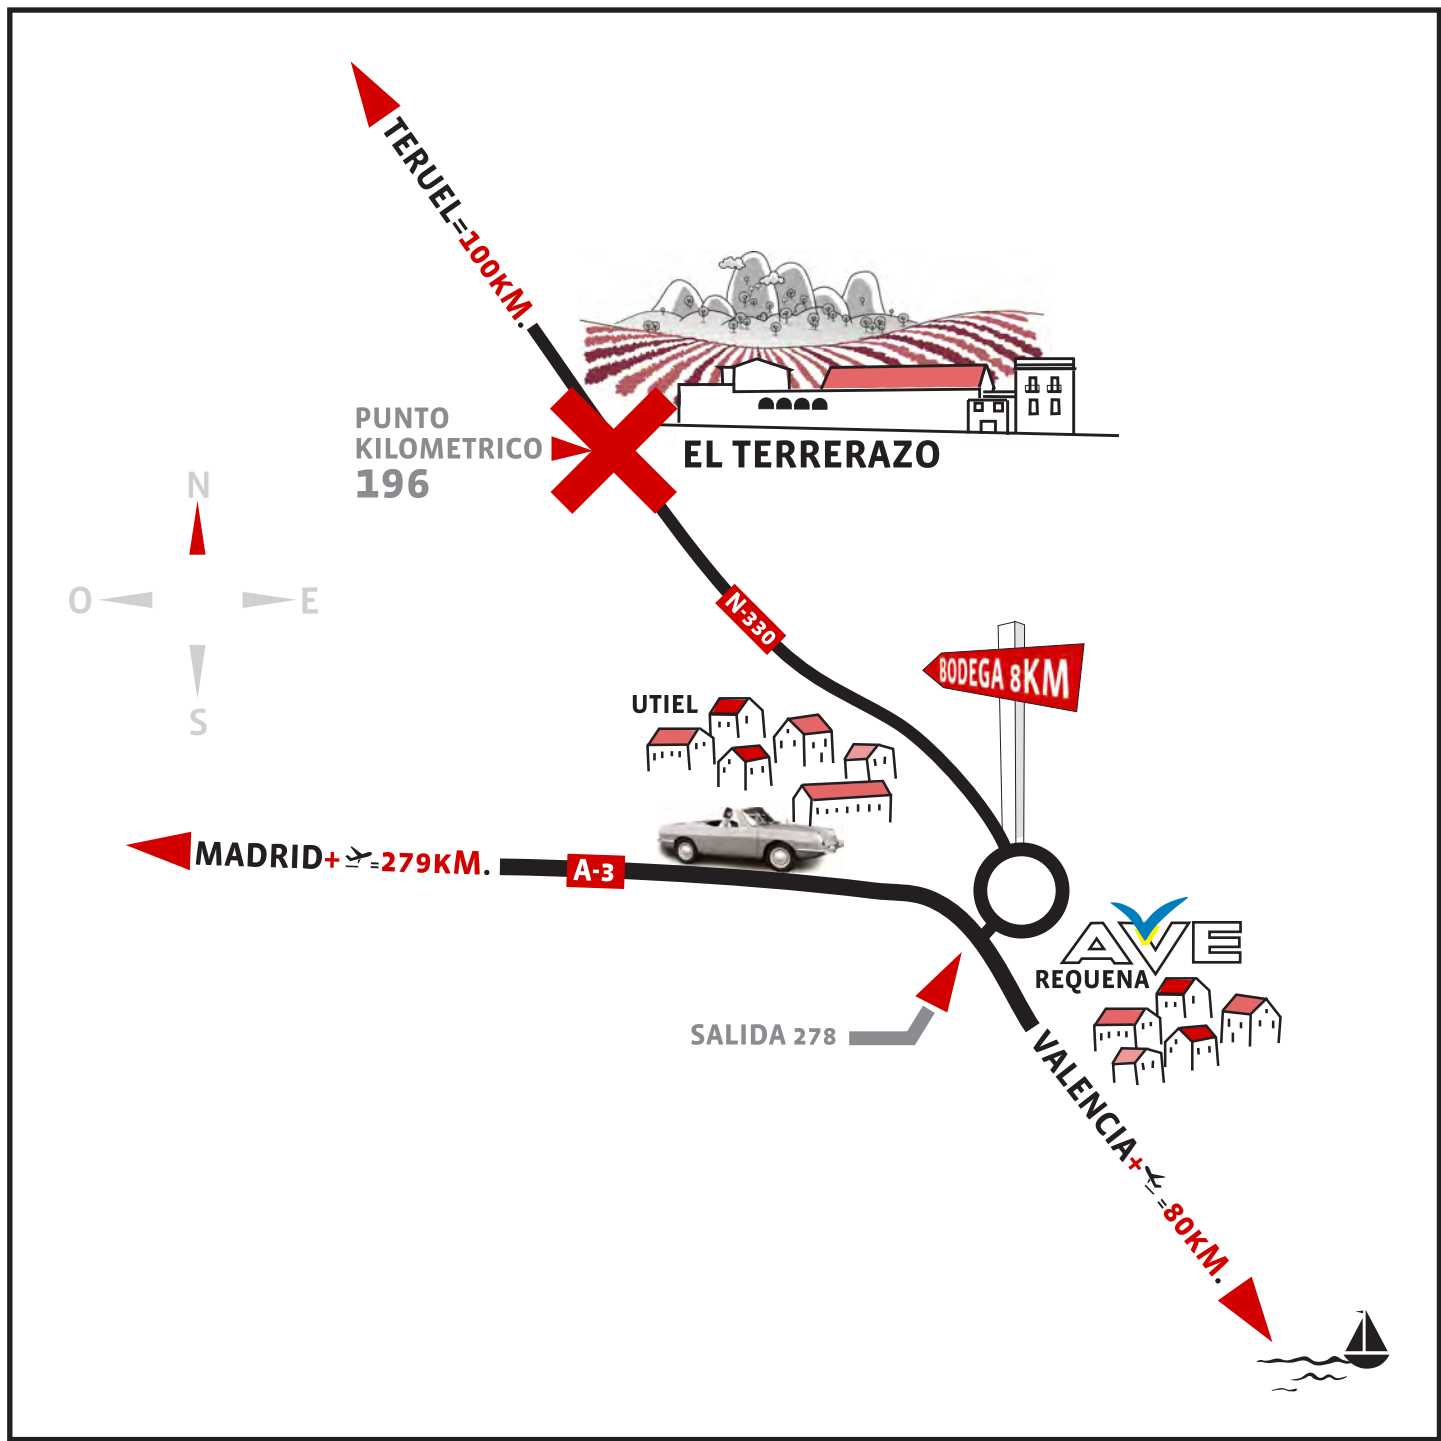 TERUEL=100KM.
PUNTO
KILOMETRICO
196
EL TERRERAZO
N
O
E
S
N-330
BODEGA 8KM
UTIEL
MADRID+ =279KM.
A-3
AVE
REQUENA
SALIDA 278
VALENCIA+ =80KM.